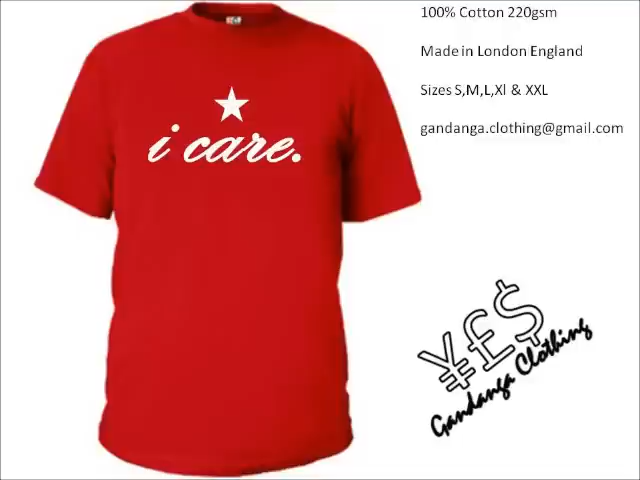 100% Cotton 220gsm
Made in London England
Sizes S,M,L,Xl & XXL
gandanga.clothing@gmail.com
i care.
¥£$
Gandanga Clothing